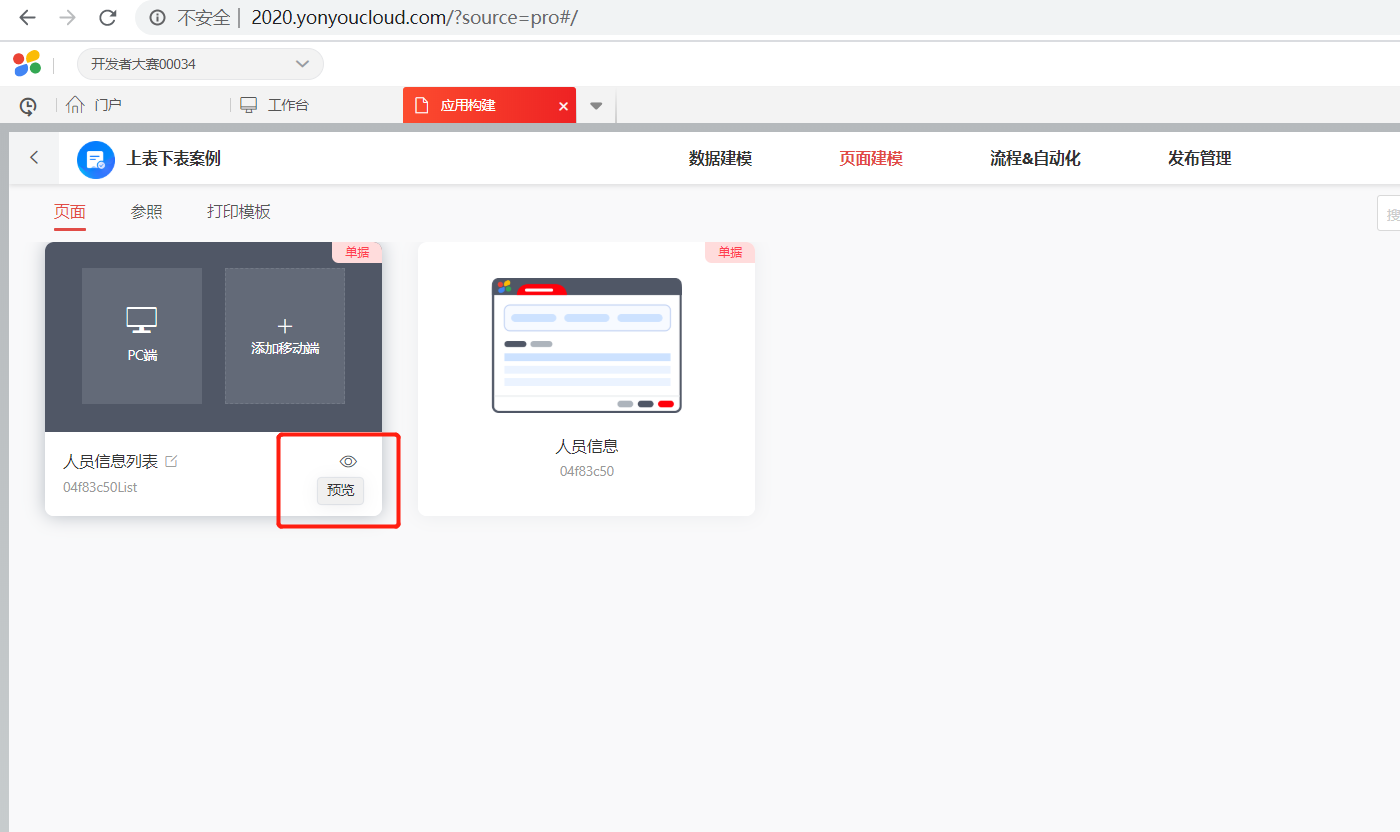 不安全 | 2020.yonyoucloud.com/?source=pro#/
开发者大赛00034
门户
工作台
应用构建
上表下表案例
数据建模
页面建模
流程&自动化
发布管理
页面
参照
打印模板
搜
单据
PC端
添加移动端
人员信息列表
04f83c50List
预览
单据
人员信息
04f83c50